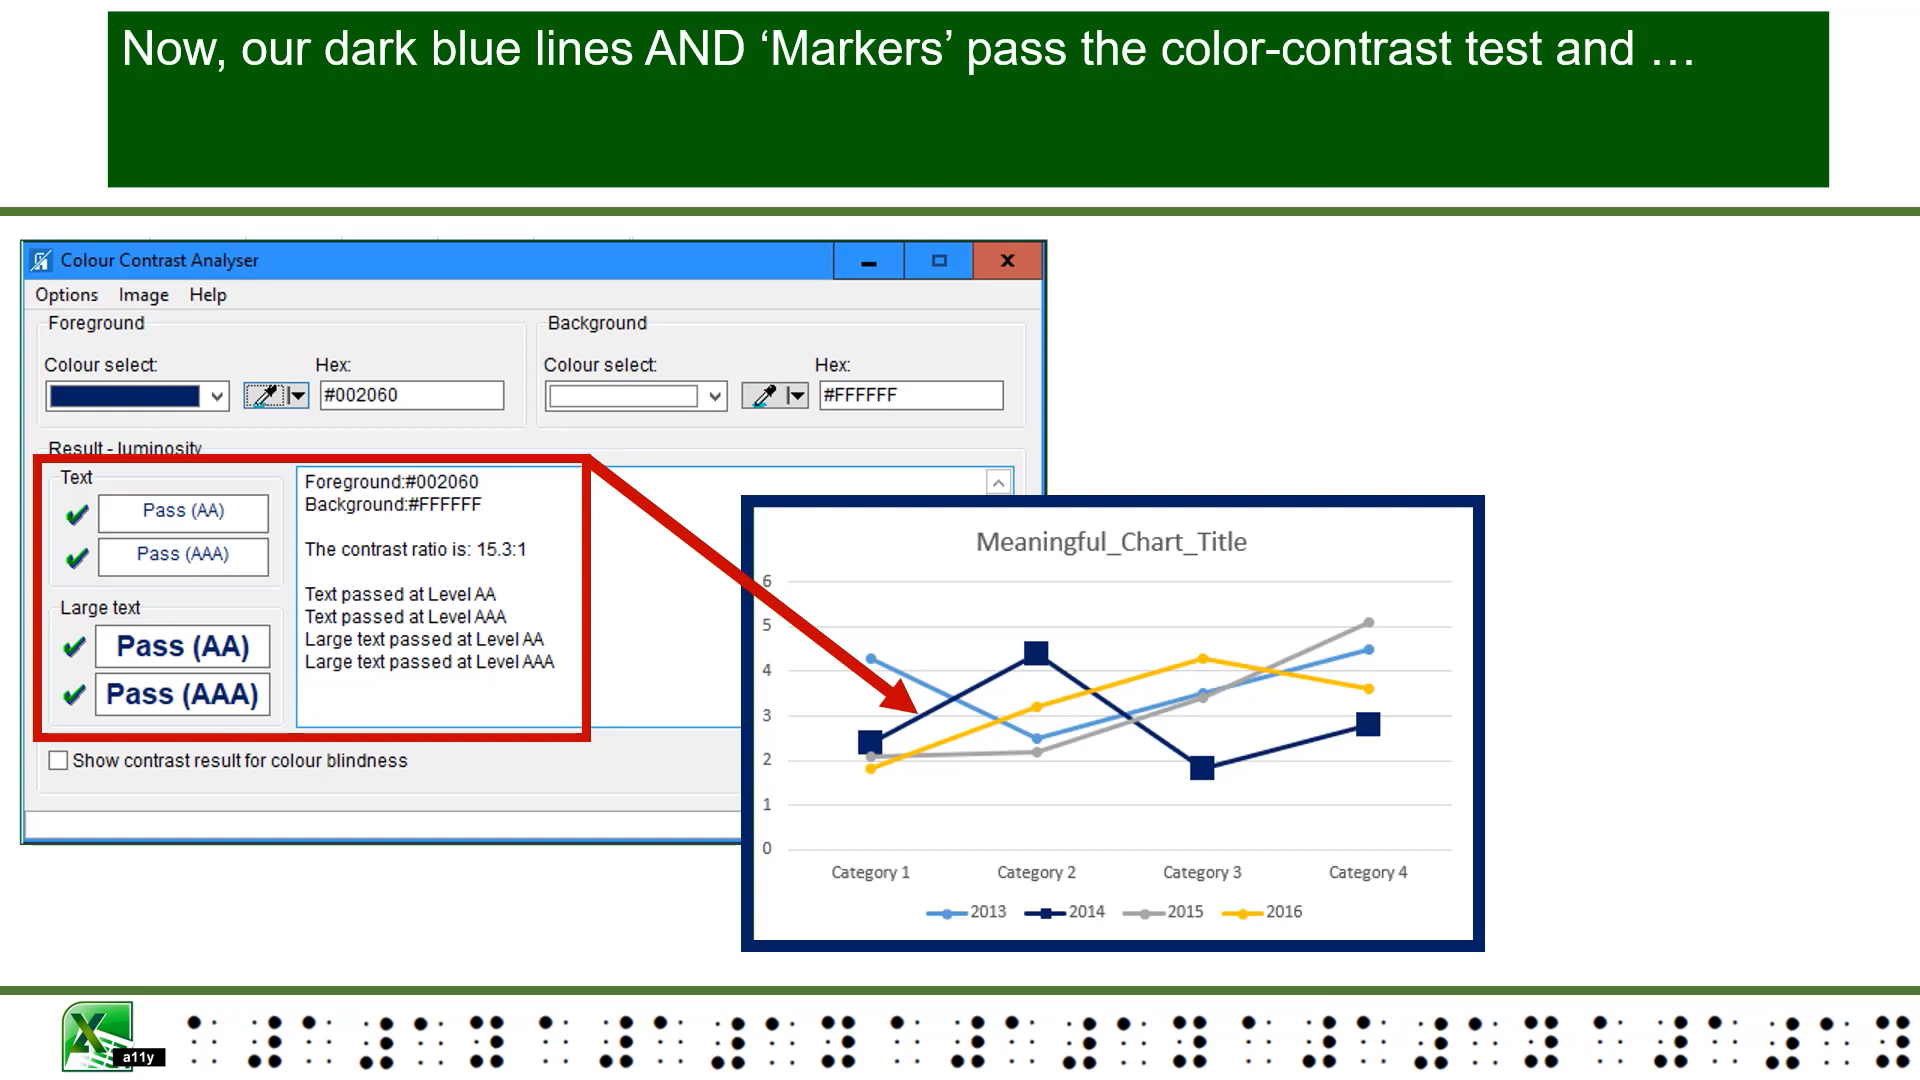 Now, our dark blue lines AND ‘Markers’ pass the color-contrast test and …
Colour Contrast Analyser
Options Image Help
Foreground
Background
Colour select:
Hex:
Colour select:
Hex:
#002060
#FFFFFF
Result - luminosity
Text
Pass (AA)
Pass (AAA)
Large text
Pass (AA)
Pass (AAA)
Foreground:#002060
Background:#FFFFFF
The contrast ratio is: 15.3:1
Text passed at Level AA
Text passed at Level AAA
Large text passed at Level AA
Large text passed at Level AAA
Show contrast result for colour blindness
Meaningful_Chart_Title
6
5
4
3
2
1
0
Category 1 Category 2 Category 3 Category 4
2013 2014 2015 2016
X
a11y